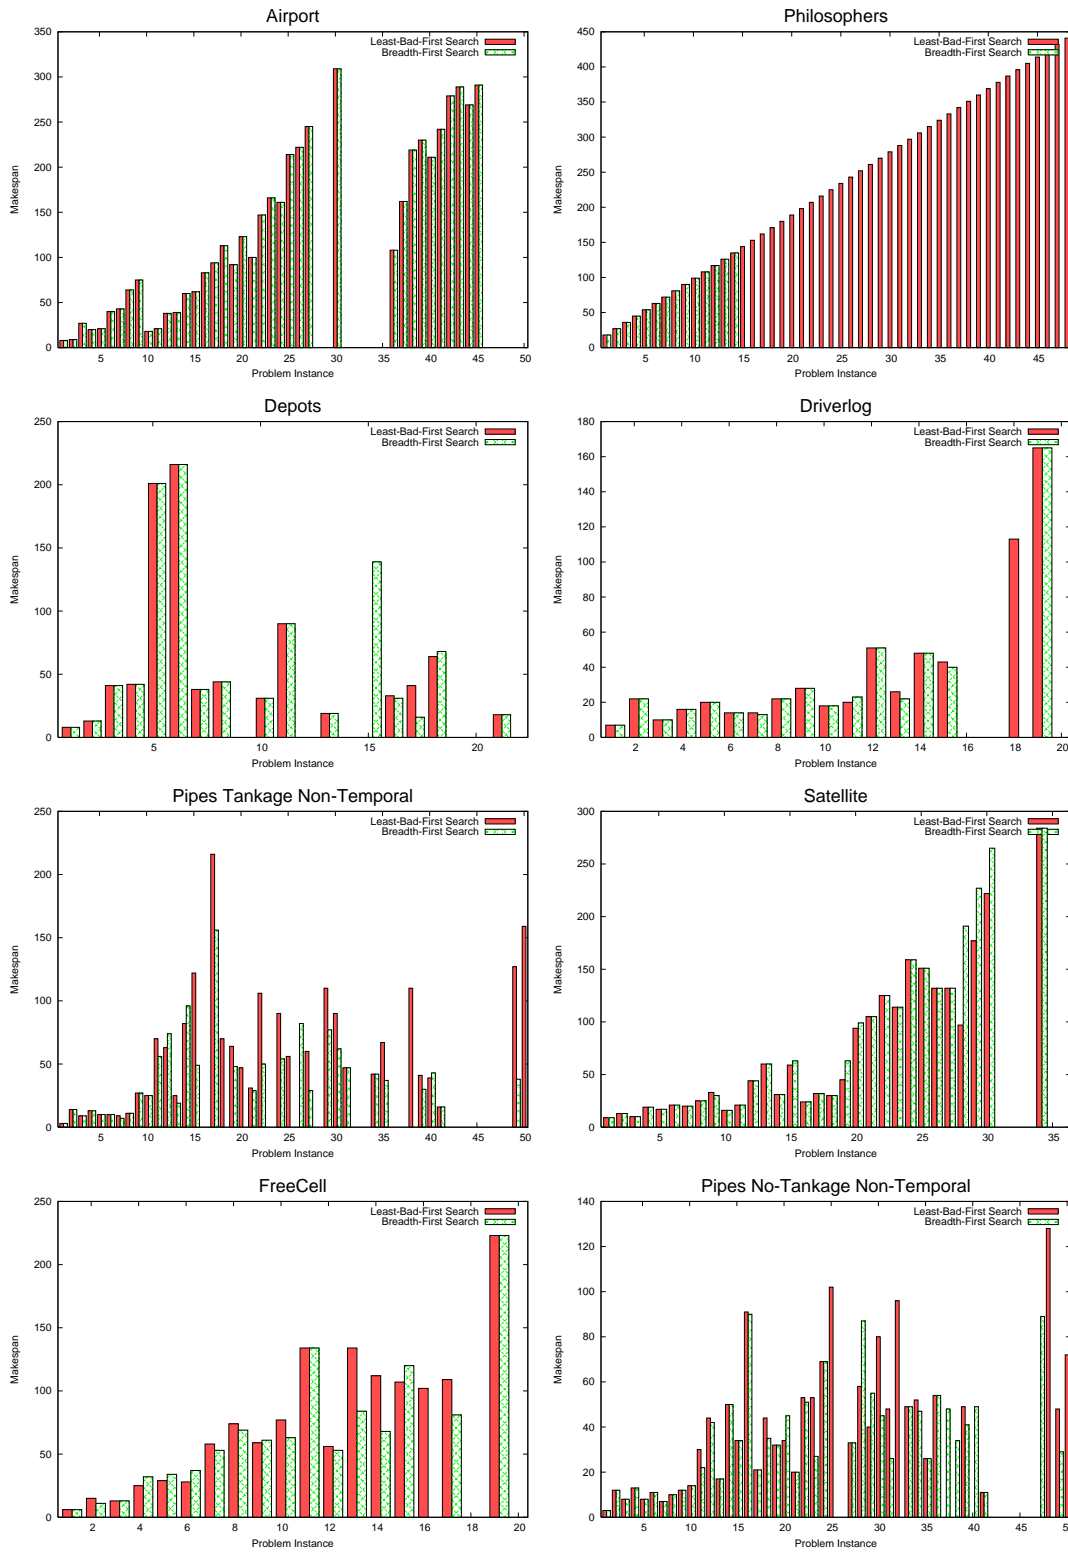 Airport
Least-Bad-First Search
Breadth-First Search
Makespan
350
300
250
200
150
100
50
0
5 10 15 20 25 30 35 40 45 50
Problem Instance
Philosophers
Least-Bad-First Search
Breadth-First Search
Makespan
450
400
350
300
250
200
150
100
50
0
5 10 15 20 25 30 35 40 45
Problem Instance
Depots
Least-Bad-First Search
Breadth-First Search
Makespan
250
200
150
100
50
0
5 10 15 20
Problem Instance
Driverlog
Least-Bad-First Search
Breadth-First Search
Makespan
180
160
140
120
100
80
60
40
20
0
2 4 6 8 10 12 14 16 18 20
Problem Instance
Pipes Tankage Non-Temporal
Least-Bad-First Search
Breadth-First Search
Makespan
250
200
150
100
50
0
5 10 15 20 25 30 35 40 45 50
Problem Instance
Satellite
Least-Bad-First Search
Breadth-First Search
Makespan
300
250
200
150
100
50
0
5 10 15 20 25 30 35
Problem Instance
FreeCell
Least-Bad-First Search
Breadth-First Search
Makespan
250
200
150
100
50
0
2 4 6 8 10 12 14 16 18 20
Problem Instance
Pipes No-Tankage Non-Temporal
Least-Bad-First Search
Breadth-First Search
Makespan
140
120
100
80
60
40
20
0
5 10 15 20 25 30 35 40 45
Problem Instance